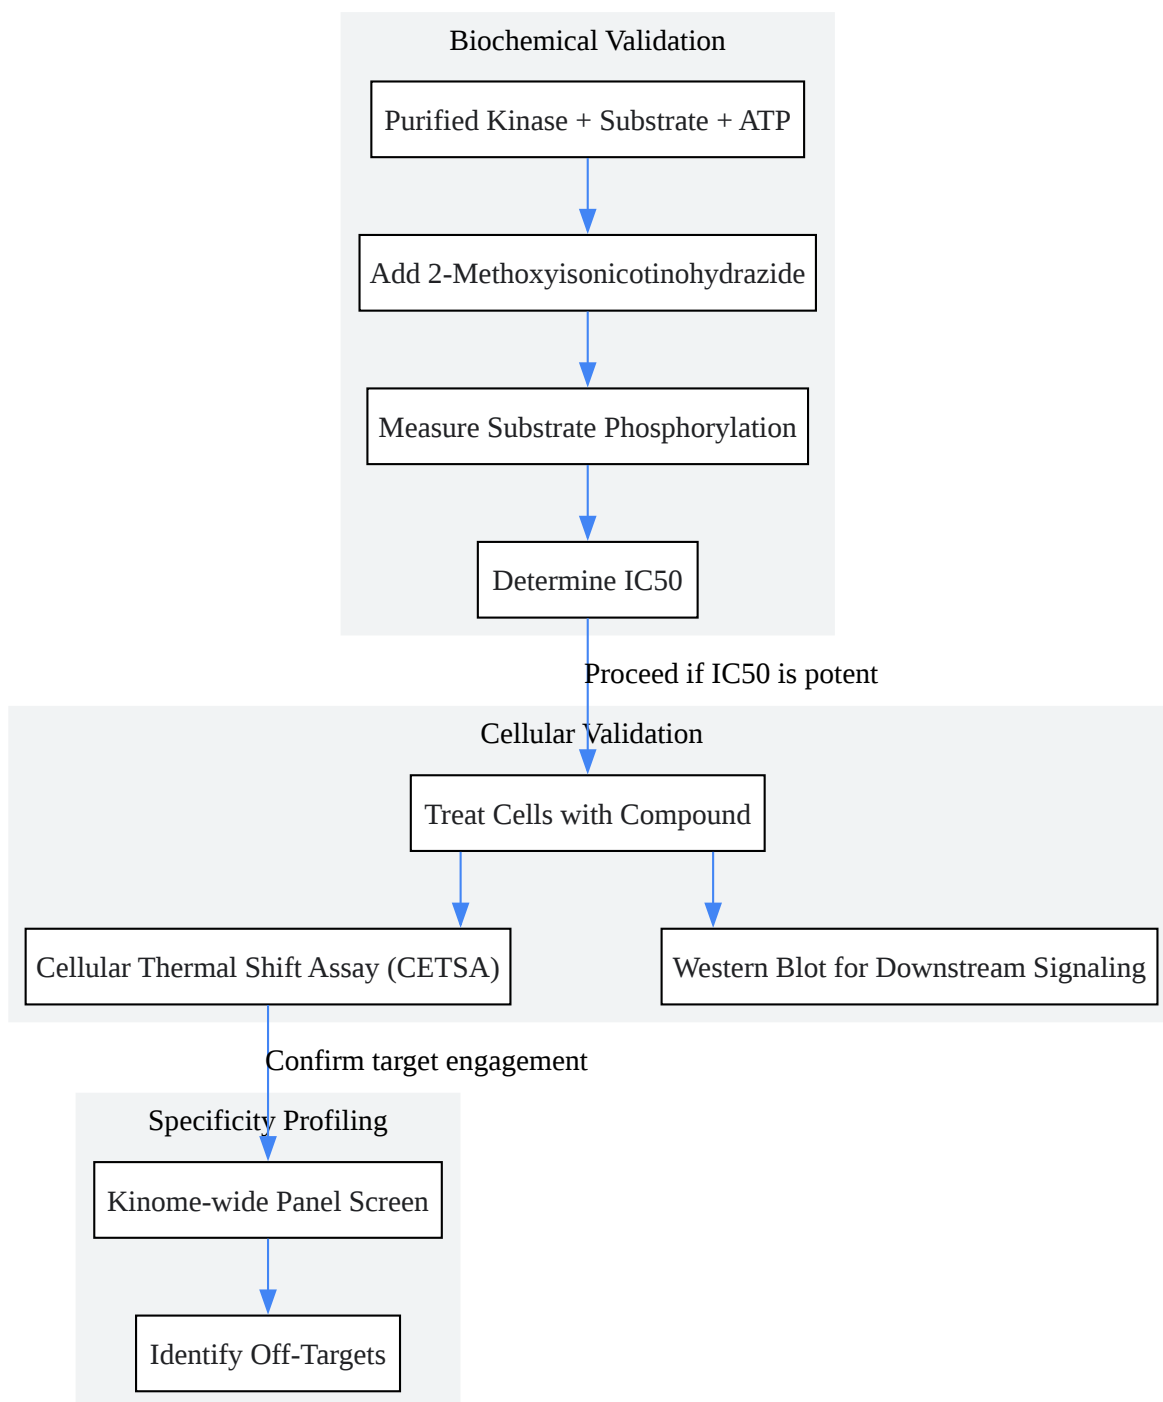 Biochemical Validation
Purified Kinase + Substrate + ATP
Add 2-Methoxyisonicotinohydrazide
Measure Substrate Phosphorylation
Determine IC50
Proceed if IC50 is potent
Cellular Validation
Treat Cells with Compound
Cellular Thermal Shift Assay (CETSA)
Western Blot for Downstream Signaling
Confirm target engagement
Specificity Profiling
Kinome-wide Panel Screen
Identify Off-Targets